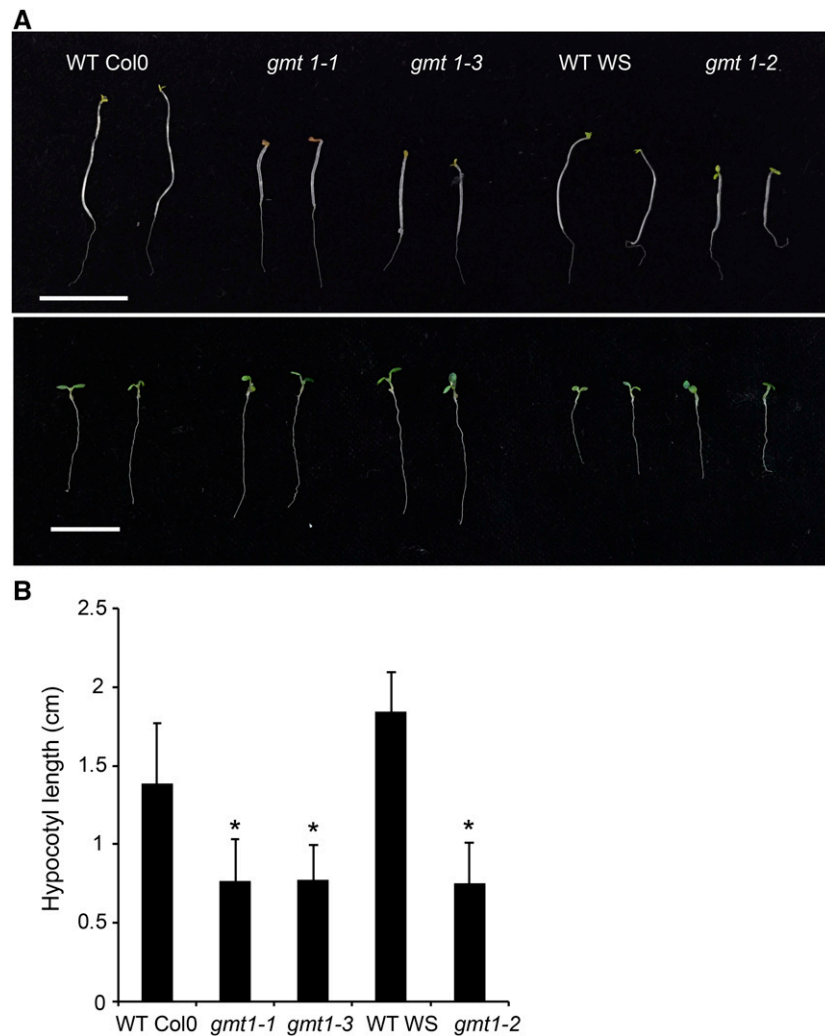 A
WT Col0 gmt 1-1 gmt 1-3 WT WS gmt 1-2
B
2.5
2
1.5
1
0.5
0
Hypocotyl length (cm)
* * *
WT Col0 gmt1-1 gmt1-3 WT WS gmt1-2